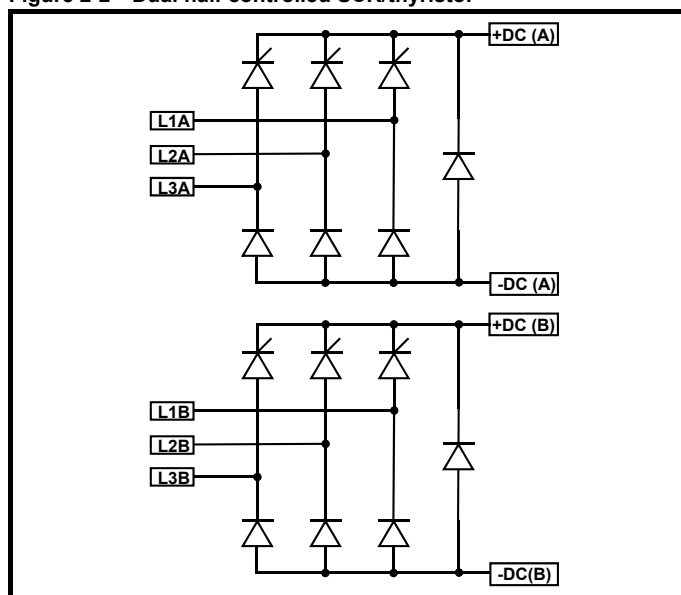 Figure 2-2 Dual half controlled SCR/thyristor
+DC (A)
L1A
L2A
L3A
-DC (A)
+DC (B)
L1B
L2B
L3B
-DC(B)